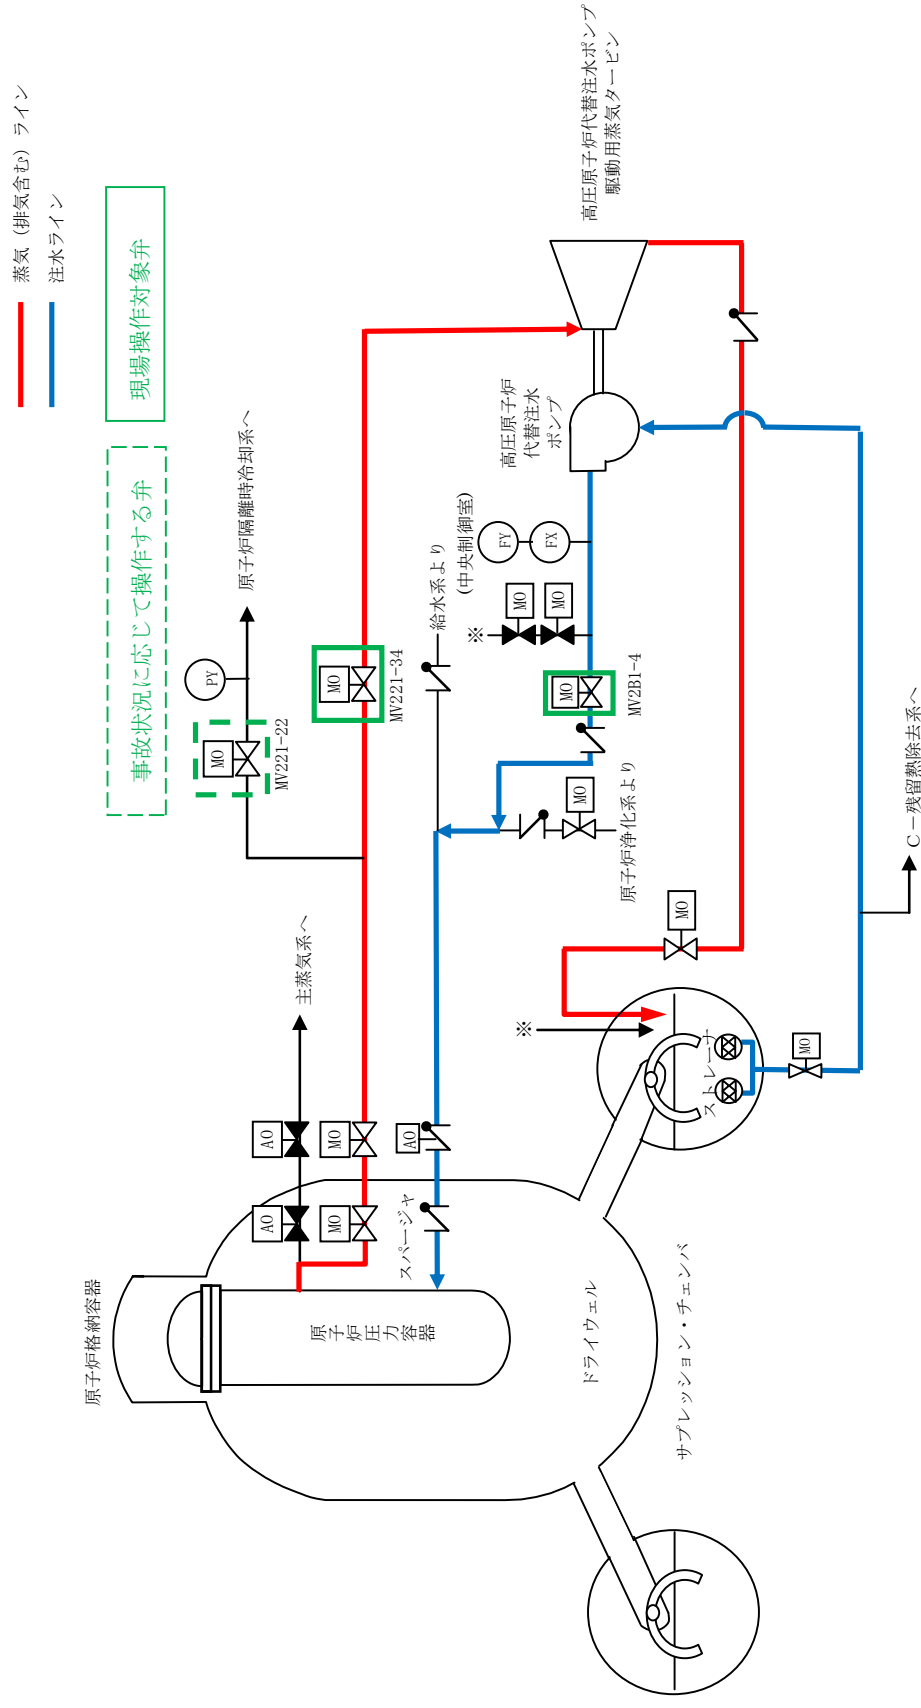 蒸気（排気含む）ライン
注水ライン
現場操作対象弁
事故状況に応じて操作する弁
原子炉隔離時冷却系へ
PY
MO
MV221-22
MO
MV221-34
給水系より
(中央制御室)
FY
FX
※
MO
MO
MO
MV2B1-4
高圧原子炉
代替注水
ポンプ
高圧原子炉代替注水ポンプ
駆動用蒸気タービン
MO
原子炉浄化系より
MO
C－残留熱除去系へ
主蒸気系へ
AO
MO
AO
AO
MO
スパージャ
※
ストレーナ
MO
原子炉格納容器
原子炉圧力容器
ドライウェル
サプレッション・チェンバ